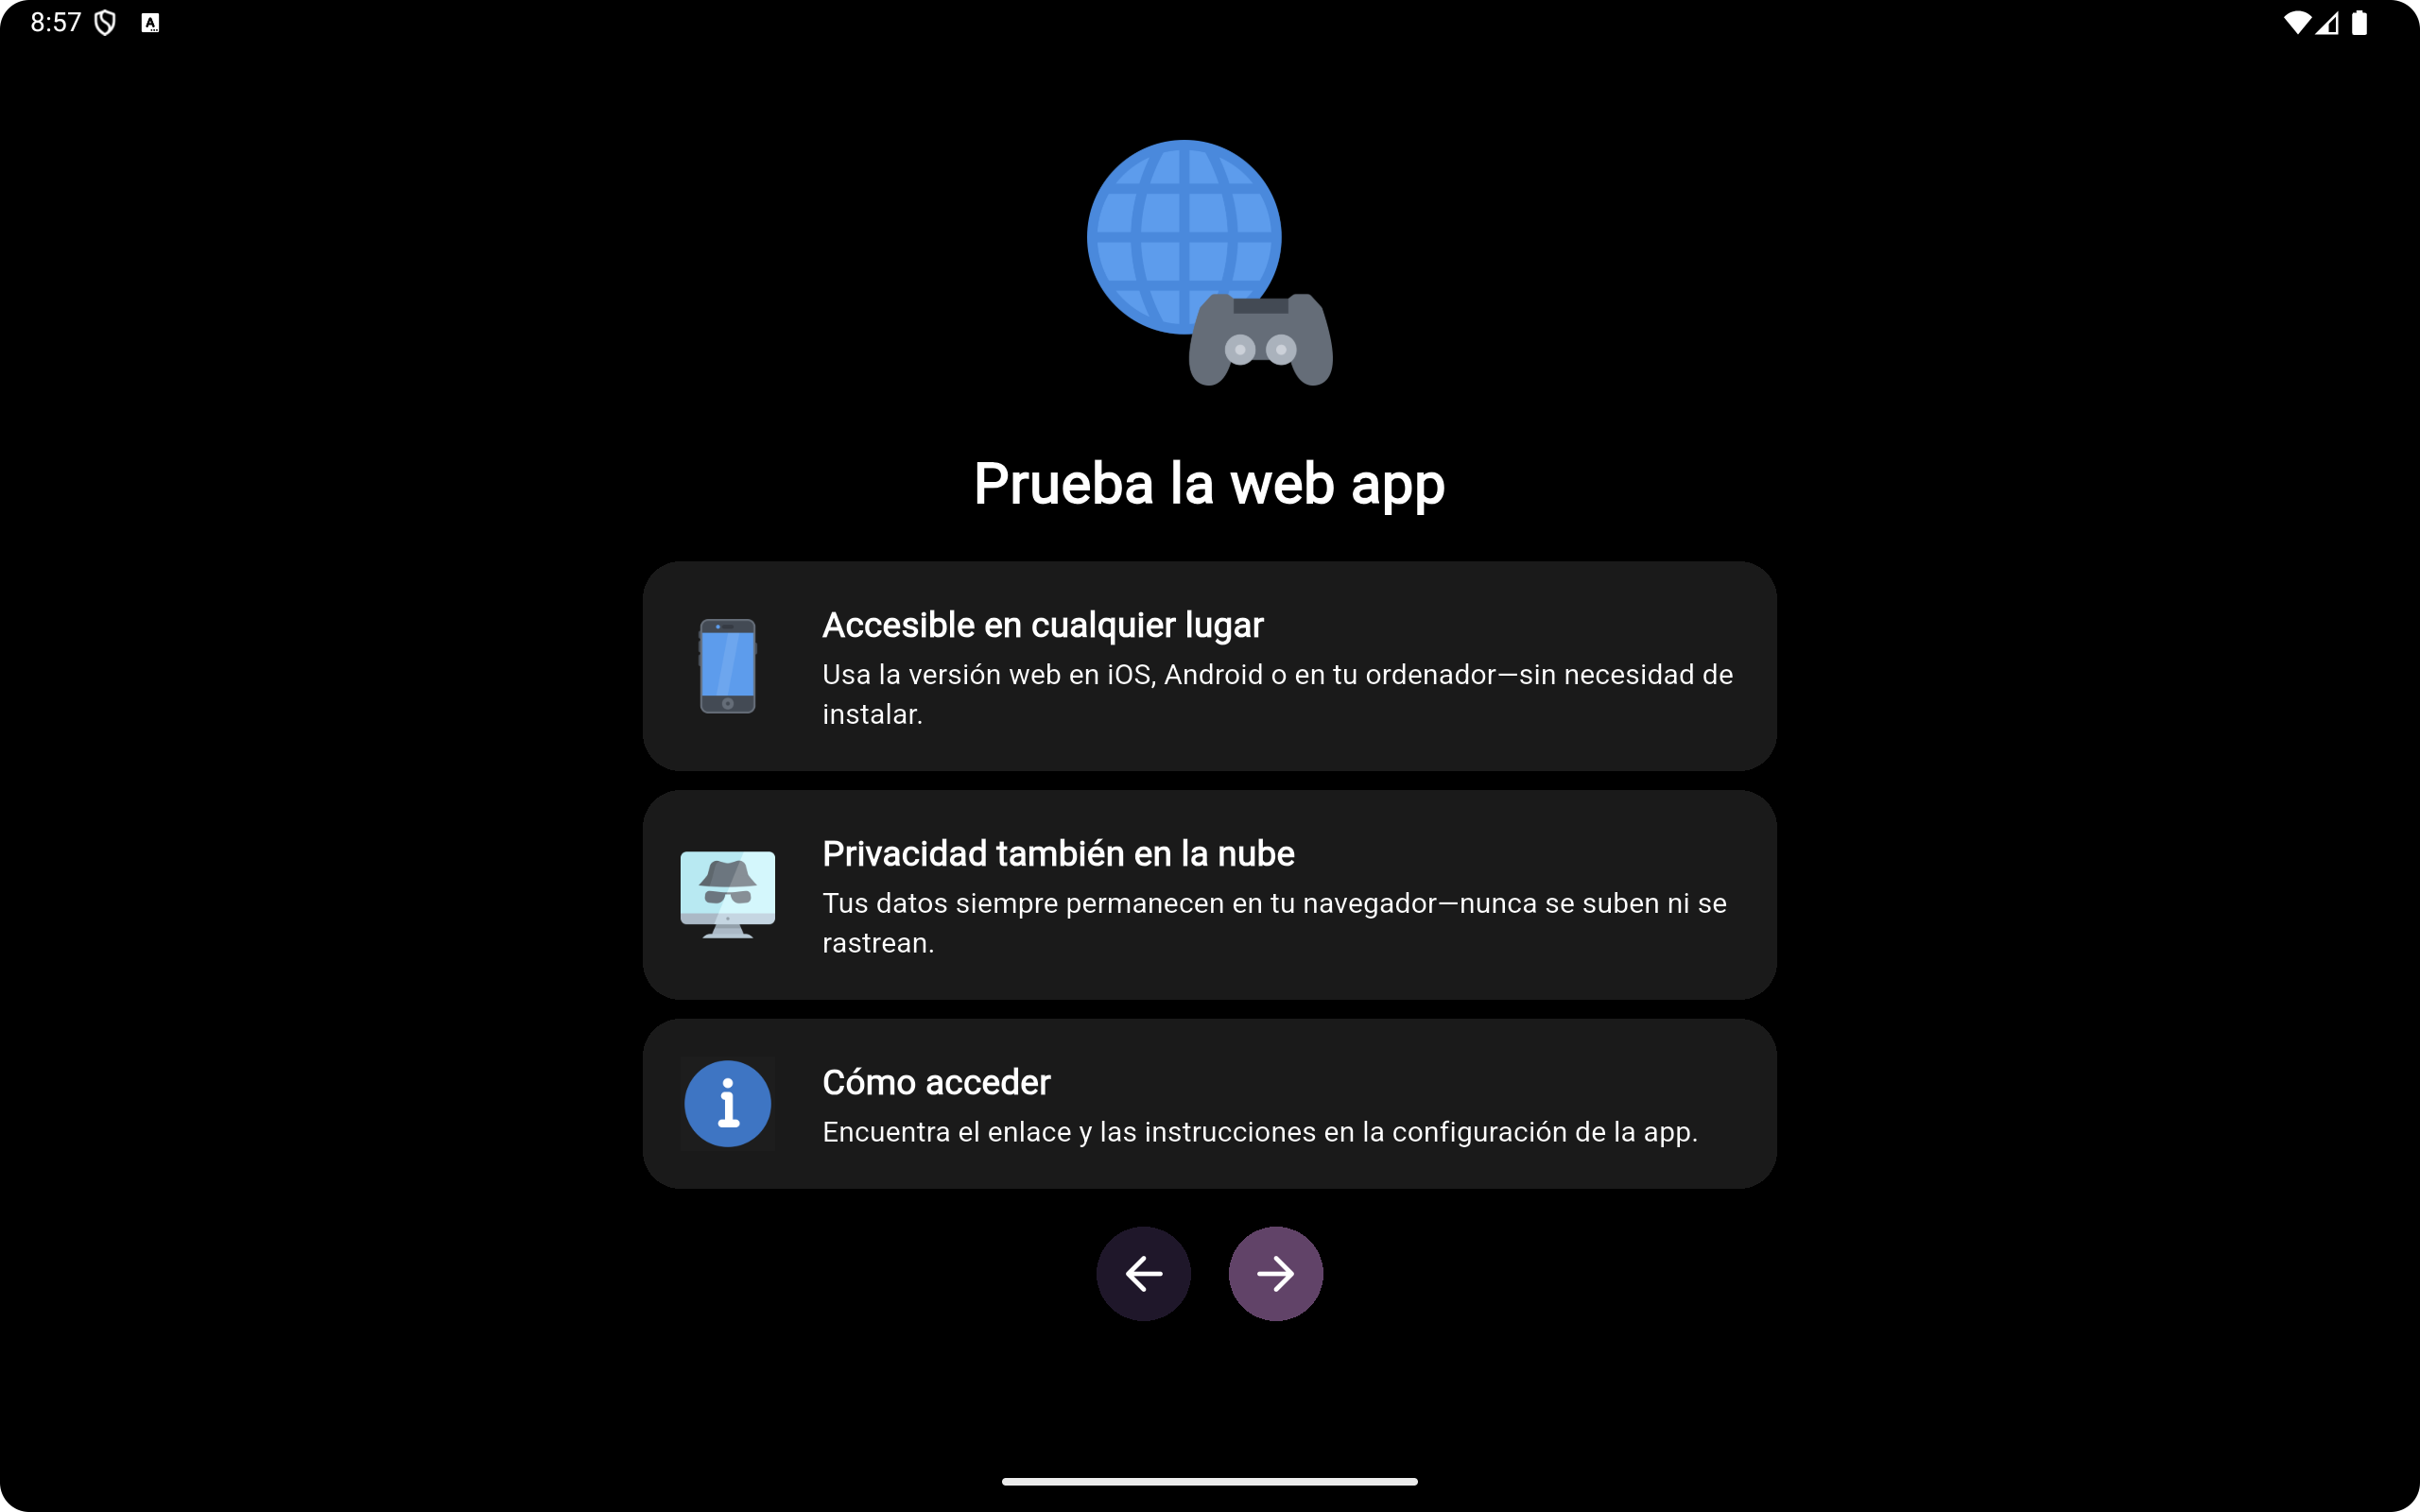 8:57
Prueba la web app
Accesible en cualquier lugar
Usa la versión web en iOS, Android o en tu ordenador—sin necesidad de
instalar.
Privacidad también en la nube
Tus datos siempre permanecen en tu navegador—nunca se suben ni se
rastrean.
Cómo acceder
Encuentra el enlace y las instrucciones en la configuración de la app.